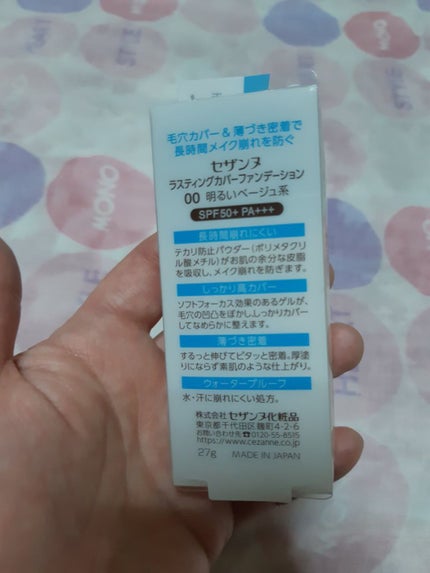 毛穴カバー&薄づき密着で
長時間メイク崩れを防ぐ
セザンヌ
ラスティングカバーファンデーション
00 明るいベージュ系
SPF50+ PA+++
長時間崩れにくい
テカリ防止パウダー(ポリメタクリ
ル酸メチル)がお肌の余分な皮脂
を吸収し、メイク崩れを防ぎます。
しっかり高カバー
ソフトフォーカス効果のあるゲルが、
毛穴の凹凸をぼかし、しっかりカバー
してなめらかに整えます。
薄づき密着
するっと伸びてピタッと密着。厚塗
りにならず素肌のような仕上がり。
ウォータープルーフ
水・汗に崩れにくい処方。
株式会社 セザンヌ化粧品
東京都千代田区麹町4-2-6
お問い合わせ先☎0120-55-8515
https://www.cezanne.co.jp
27g MADE IN JAPAN
MONO
MONO